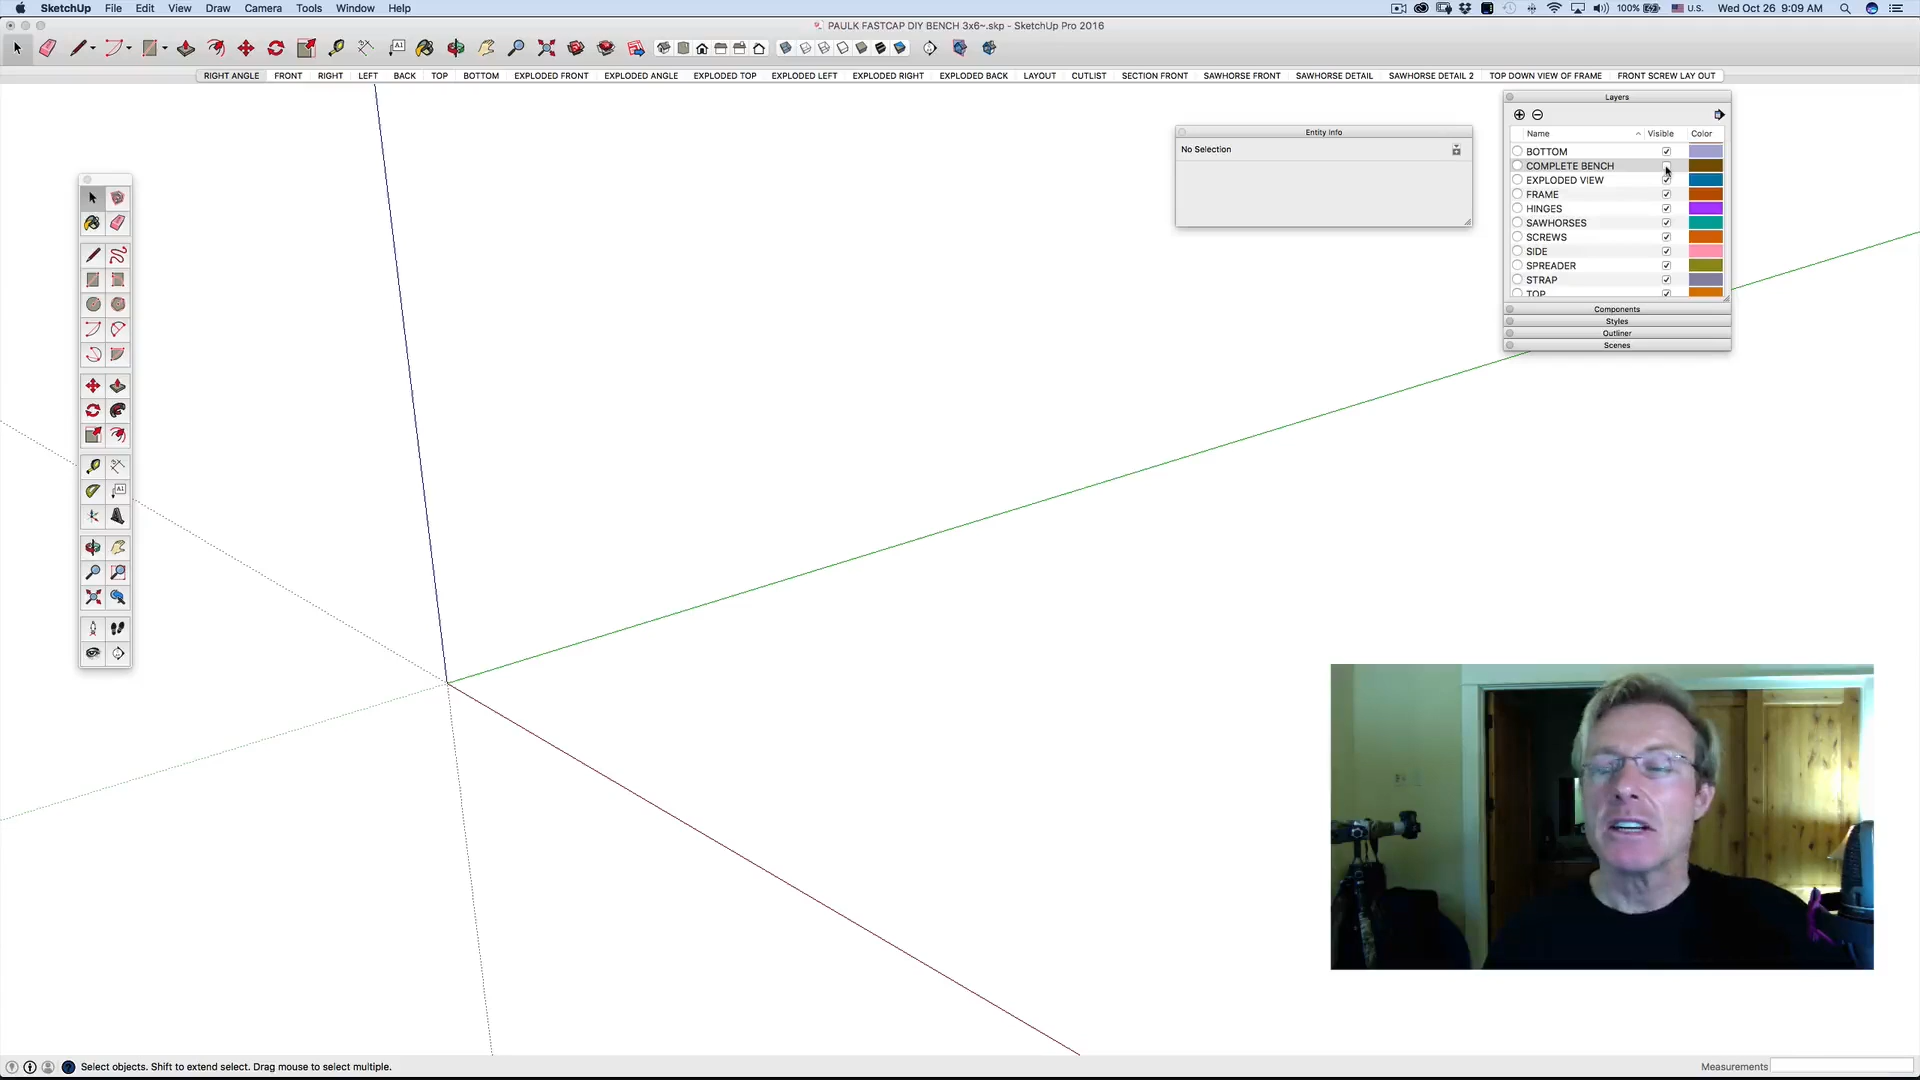 SketchUp File Edit View Draw Camera Tools Window Help 100% U.S. Wed Oct 26 9:09 AM
PAULK FASTCAP DIY BENCH 3x6~.skp - SketchUp Pro 2016
A1
RIGHT ANGLE FRONT RIGHT LEFT BACK TOP BOTTOM EXPLODED FRONT EXPLODED ANGLE EXPLODED TOP EXPLODED LEFT EXPLODED RIGHT EXPLODED BACK LAYOUT CUTLIST SECTION FRONT SAWHORSE FRONT SAWHORSE DETAIL SAWHORSE DETAIL 2 TOP DOWN VIEW OF FRAME FRONT SCREW LAY OUT
Layers
Name Visible Color
BOTTOM
COMPLETE BENCH
EXPLODED VIEW
FRAME
HINGES
SAWHORSES
SCREWS
SIDE
SPREADER
STRAP
TOP
Components
Styles
Outliner
Scenes
Entity Info
No Selection
A1
Select objects. Shift to extend select. Drag mouse to select multiple.
Measurements